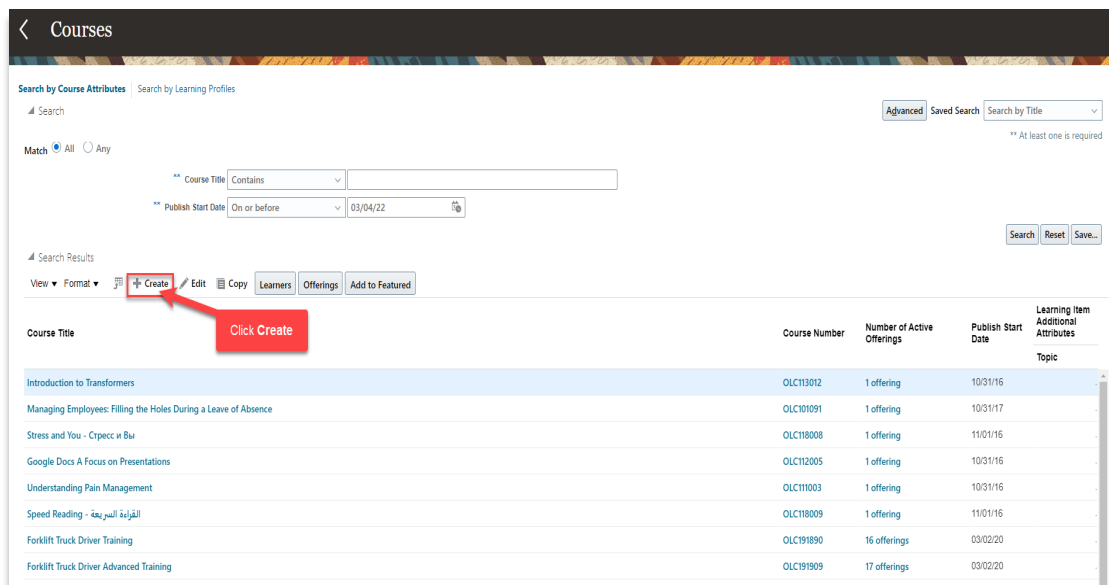 Courses
Search by Course Attributes Search by Learning Profiles
Search
Advanced Saved Search Search by Title
** At least one is required
Match All Any
** Course Title Contains
** Publish Start Date On or before 03/04/22
Search Reset Save...
Search Results
View Format Create Edit Copy Learners Offerings Add to Featured
Click Create
Course Title Course Number Number of Active Offerings Publish Start Date Learning Item Additional Attributes
Topic
Introduction to Transformers OLC113012 1 offering 10/31/16
Managing Employees: Filling the Holes During a Leave of Absence OLC101091 1 offering 10/31/17
Stress and You - Стресс и Вы OLC118008 1 offering 11/01/16
Google Docs A Focus on Presentations OLC112005 1 offering 10/31/16
Understanding Pain Management OLC111003 1 offering 10/31/16
Speed Reading - القراءة السريعة OLC118009 1 offering 11/01/16
Forklift Truck Driver Training OLC191890 16 offerings 03/02/20
Forklift Truck Driver Advanced Training OLC191909 17 offerings 03/02/20